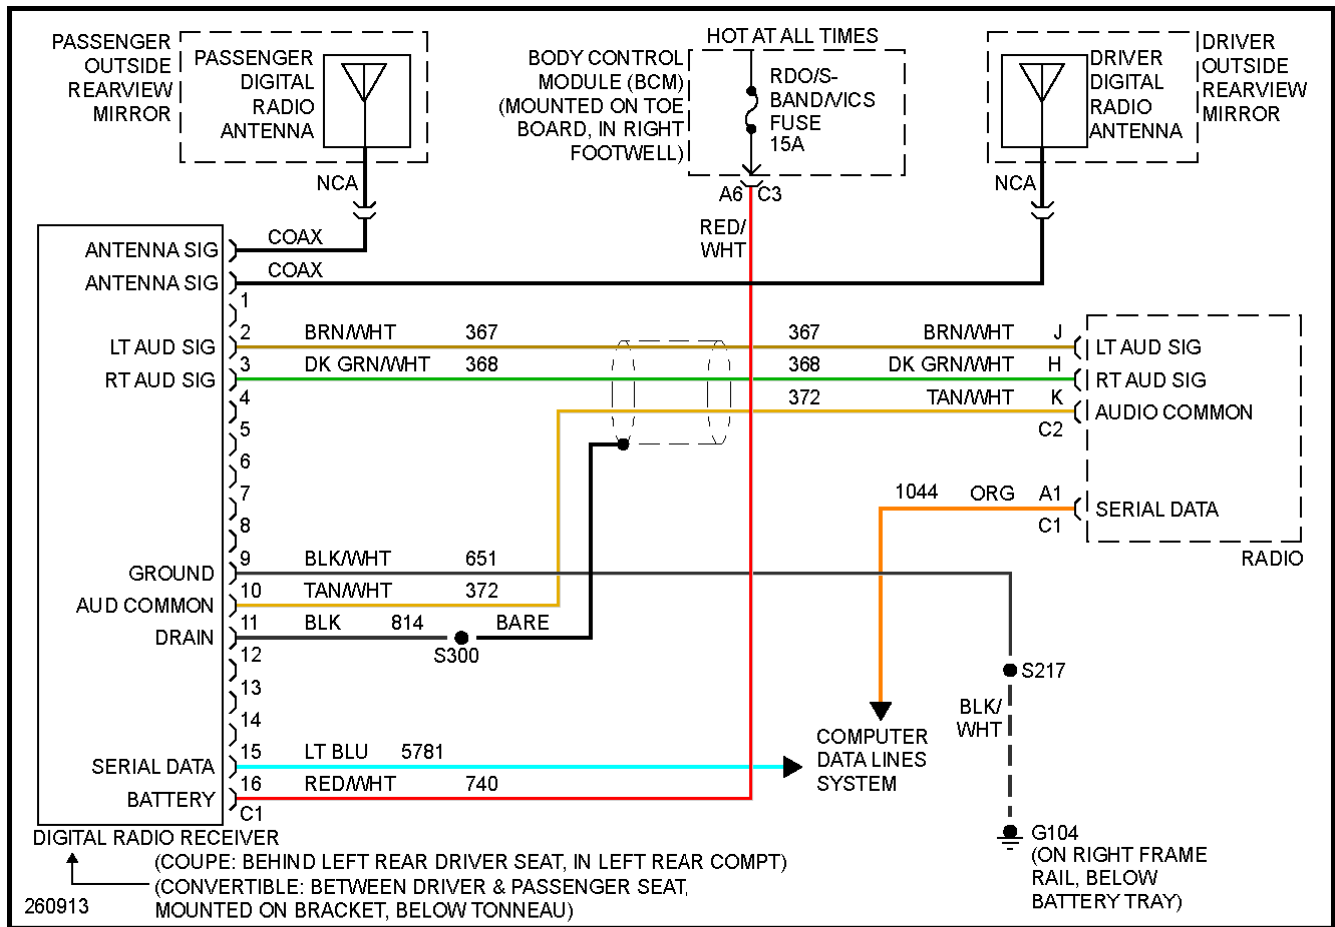 PASSENGER
OUTSIDE
REARVIEW
MIRROR
PASSENGER
DIGITAL
RADIO
ANTENNA
NCA
BODY CONTROL
MODULE (BCM)
(MOUNTED ON TOE
BOARD, IN RIGHT
FOOTWELL)
HOT AT ALL TIMES
RDO/S-
BAND/VICS
FUSE
15A
A6 C3
RED/
WHT
DRIVER
DIGITAL
RADIO
ANTENNA
NCA
DRIVER
OUTSIDE
REARVIEW
MIRROR
ANTENNA SIG COAX
ANTENNA SIG COAX
1
2
LT AUD SIG BRN/WHT 367 367 BRN/WHT J LT AUD SIG
3
RT AUD SIG DK GRN/WHT 368 368 DK GRN/WHT H RT AUD SIG
4
372 TAN/WHT K AUDIO COMMON
C2
5
6
7
1044 ORG A1 SERIAL DATA
C1
RADIO
8
9
GROUND BLK/WHT 651
10
AUD COMMON TAN/WHT 372
11
DRAIN BLK 814 BARE
S300
12
13
14
15
SERIAL DATA LT BLU 5781
16
BATTERY RED/WHT 740
C1
COMPUTER
DATA LINES
SYSTEM
S217
BLK/
WHT
G104
(ON RIGHT FRAME
RAIL, BELOW
BATTERY TRAY)
DIGITAL RADIO RECEIVER
(COUPE: BEHIND LEFT REAR DRIVER SEAT, IN LEFT REAR COMPT)
(CONVERTIBLE: BETWEEN DRIVER & PASSENGER SEAT,
MOUNTED ON BRACKET, BELOW TONNEAU)
260913